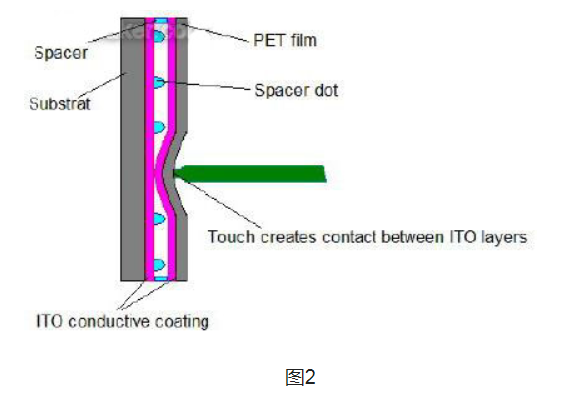 Spacer
PET film
Substrat
Spacer dot
Touch creates contact between ITO layers
ITO conductive coating
图2